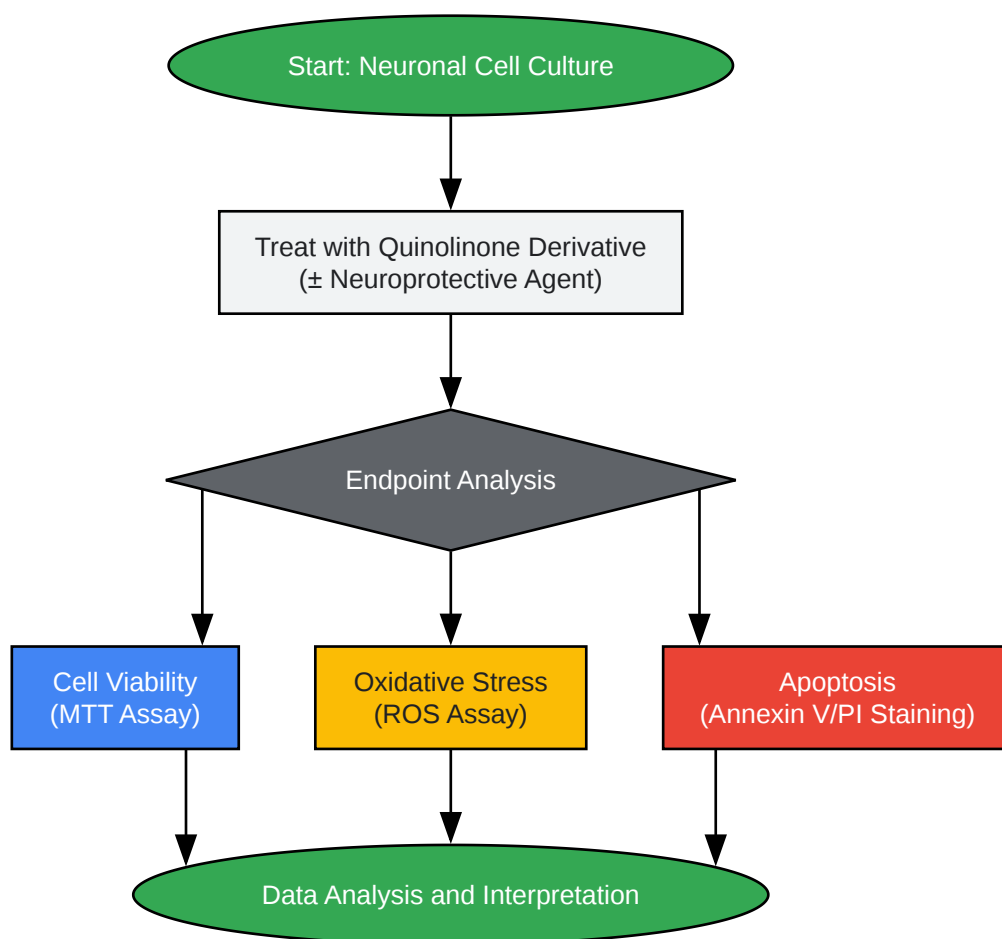 Start: Neuronal Cell Culture
Treat with Quinolinone Derivative
(± Neuroprotective Agent)
Endpoint Analysis
Cell Viability
(MTT Assay)
Oxidative Stress
(ROS Assay)
Apoptosis
(Annexin V/PI Staining)
Data Analysis and Interpretation